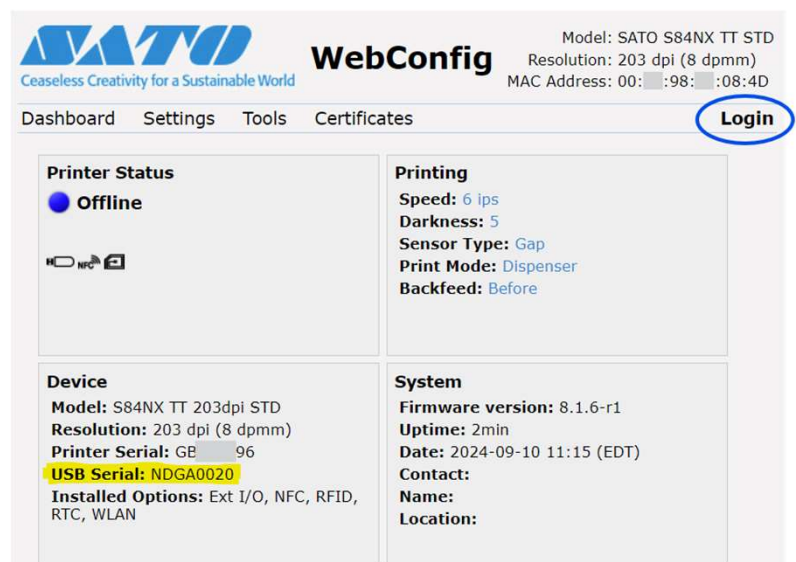 SATO
Ceaseless Creativity for a Sustainable World
WebConfig
Model: SATO S84NX TT STD
Resolution: 203 dpi (8 dpmm)
MAC Address: 00: :98: :08:4D
Dashboard Settings Tools Certificates Login
Printer Status
Offline
NFC
Printing
Speed: 6 ips
Darkness: 5
Sensor Type: Gap
Print Mode: Dispenser
Backfeed: Before
Device
Model: S84NX TT 203dpi STD
Resolution: 203 dpi (8 dpmm)
Printer Serial: GB 96
USB Serial: NDGA0020
Installed Options: Ext I/O, NFC, RFID,
RTC, WLAN
System
Firmware version: 8.1.6-r1
Uptime: 2min
Date: 2024-09-10 11:15 (EDT)
Contact:
Name:
Location: